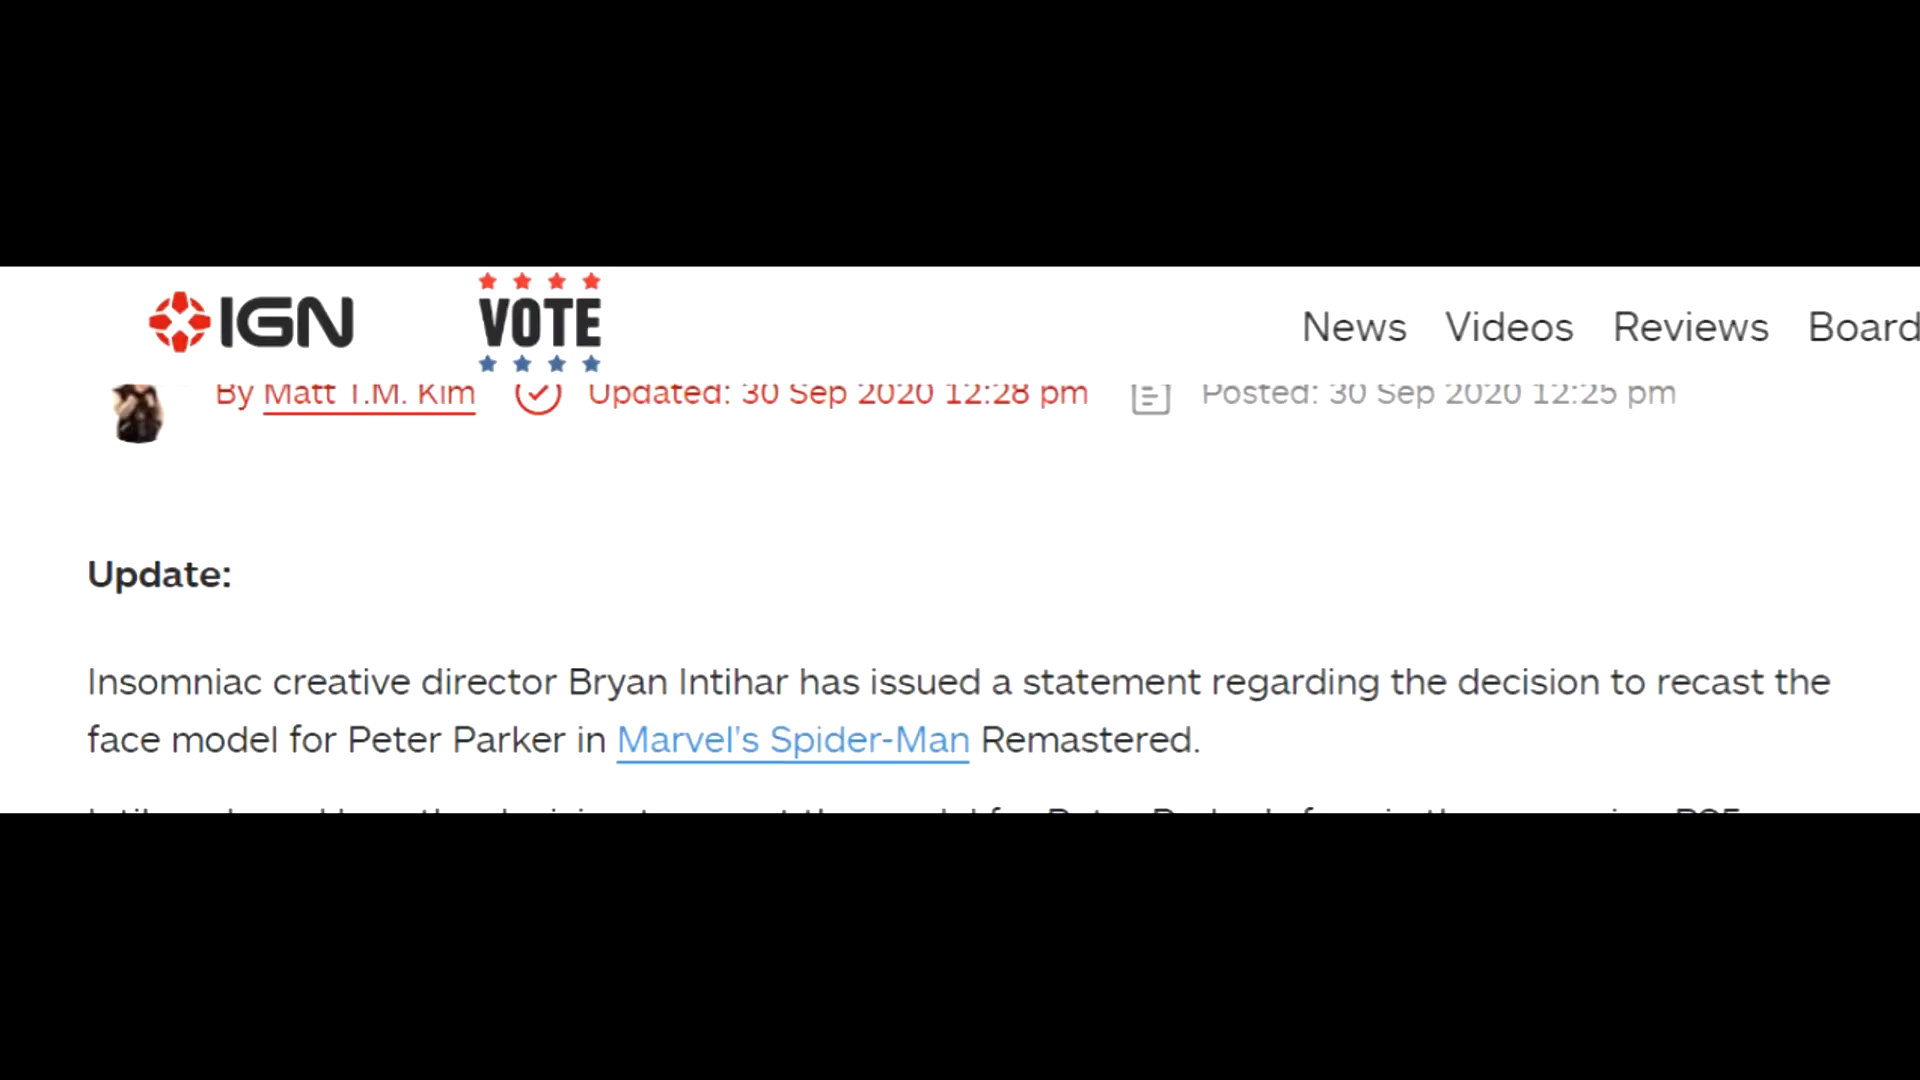 IGN VOTE News Videos Reviews Board
By Matt T.M. Kim Updated: 30 Sep 2020 12:28 pm Posted: 30 Sep 2020 12:25 pm
Update:
Insomniac creative director Bryan Intihar has issued a statement regarding the decision to recast the
face model for Peter Parker in Marvel's Spider-Man Remastered.